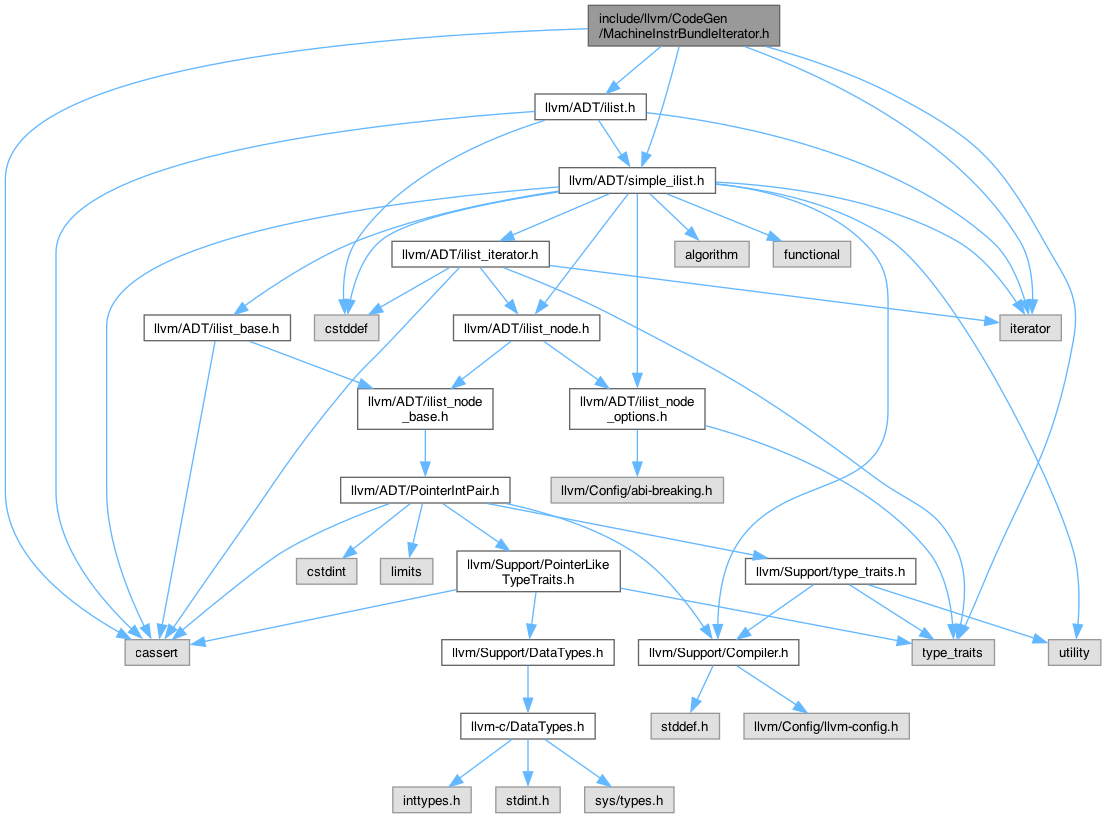 include/llvm/CodeGen
/MachineInstrBundleIterator.h
llvm/ADT/ilist.h
llvm/ADT/simple_ilist.h
llvm/ADT/ilist_iterator.h
algorithm
functional
llvm/ADT/ilist_base.h
cstddef
llvm/ADT/ilist_node.h
iterator
llvm/ADT/ilist_node
_base.h
llvm/ADT/ilist_node
_options.h
llvm/ADT/PointerIntPair.h
llvm/Config/abi-breaking.h
cstdint
limits
llvm/Support/PointerLike
TypeTraits.h
llvm/Support/type_traits.h
cassert
llvm/Support/DataTypes.h
llvm/Support/Compiler.h
type_traits
utility
llvm-c/DataTypes.h
stddef.h
llvm/Config/llvm-config.h
inttypes.h
stdint.h
sys/types.h